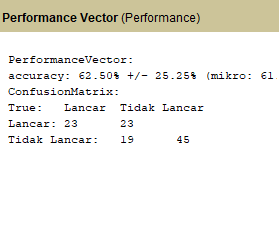 Performance Vector (Performance)
PerformanceVector:
accuracy: 62.50% +/- 25.25% (mikro: 61.
ConfusionMatrix:
True: Lancar Tidak Lancar
Lancar: 23 23
Tidak Lancar: 19 45